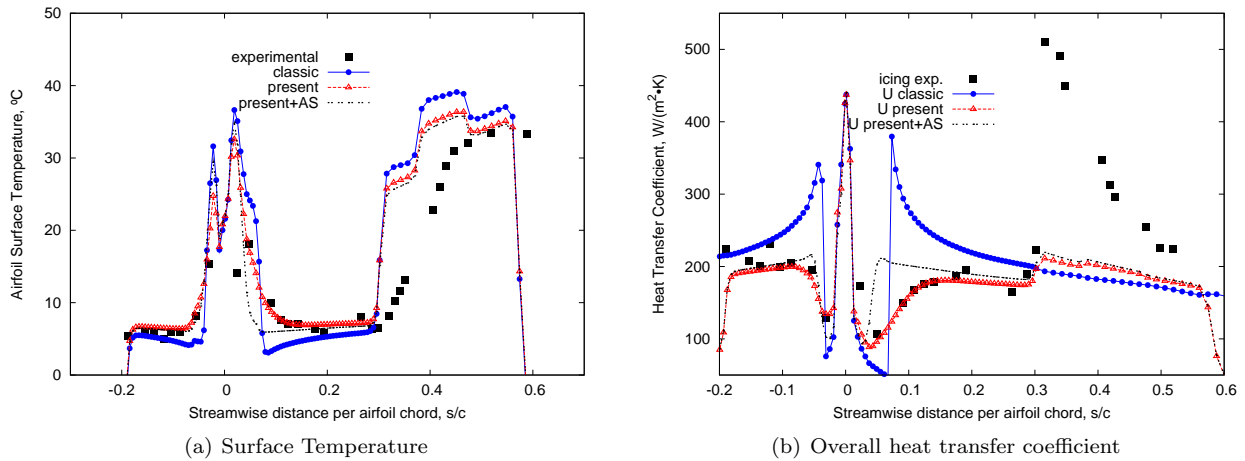 50
40
30
20
10
0
-0.2
0
0.2
0.4
0.6
Airfoil Surface Temperature, ºC
Streamwise distance per airfoil chord, s/c
experimental
classic
present
present+AS
(a) Surface Temperature
500
400
300
200
100
-0.2
-0.1
0
0.1
0.2
0.3
0.4
0.5
0.6
Heat Transfer Coefficient, W/(m²•K)
Streamwise distance per airfoil chord, s/c
icing exp.
U classic
U present
U present+AS
(b) Overall heat transfer coefficient